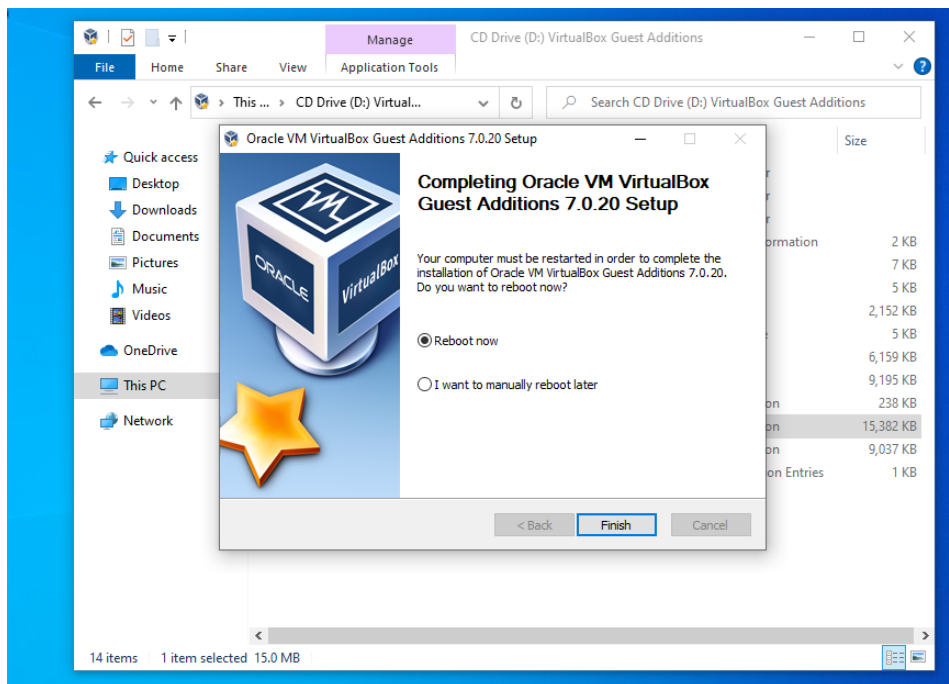 Manage
CD Drive (D:) VirtualBox Guest Additions
File
Home
Share
View
Application Tools
This ... › CD Drive (D:) Virtual...
Search CD Drive (D:) VirtualBox Guest Additions
Size
Quick access
Desktop
Downloads
Documents
Pictures
Music
Videos
OneDrive
This PC
Network
Oracle VM VirtualBox Guest Additions 7.0.20 Setup
ORACLE
VirtualBox
Completing Oracle VM VirtualBox
Guest Additions 7.0.20 Setup
Your computer must be restarted in order to complete the
installation of Oracle VM VirtualBox Guest Additions 7.0.20.
Do you want to reboot now?
Reboot now
I want to manually reboot later
< Back
Finish
Cancel
r
r
r
ormation 2 KB
7 KB
5 KB
2,152 KB
5 KB
6,159 KB
9,195 KB
on 238 KB
on 15,382 KB
on 9,037 KB
on Entries 1 KB
14 items
1 item selected 15.0 MB